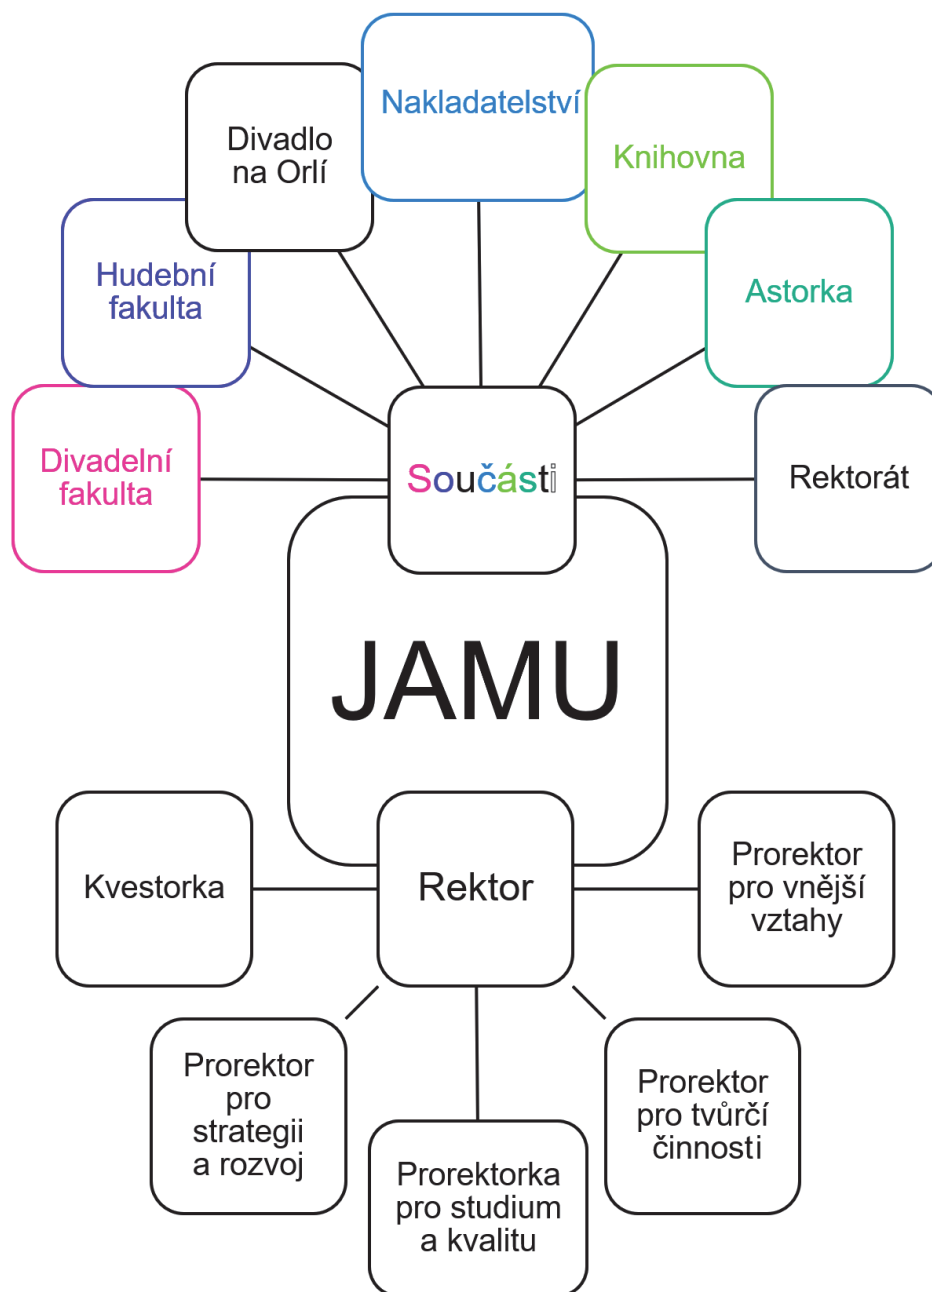 Nakladatelství
Divadlo
na Orlí
Knihovna
Hudební
fakulta
Astorka
Divadelní
fakulta
Součásti
Rektorát
JAMU
Kvestorka
Rektor
Prorektor
pro vnější
vztahy
Prorektor
pro
strategii
a rozvoj
Prorektorka
pro studium
a kvalitu
Prorektor
pro tvůrčí
činnosti